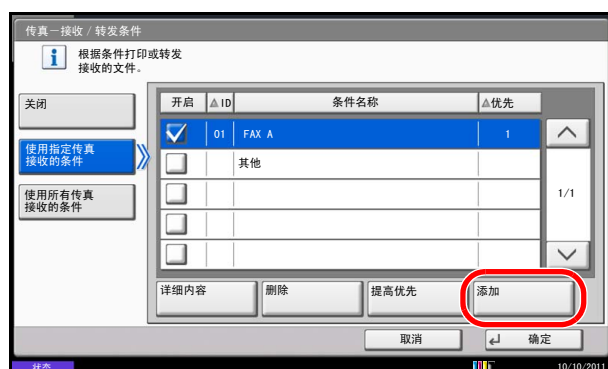 传真－接收 / 转发条件
根据条件打印或转发
接收的文件。
关闭
使用指定传真
接收的条件
使用所有传真
接收的条件
开启 ID 条件名称 优先
01 FAX A 1
其他
1/1
详细内容 删除 提高优先 添加
取消 确定
状态 10/10/2011